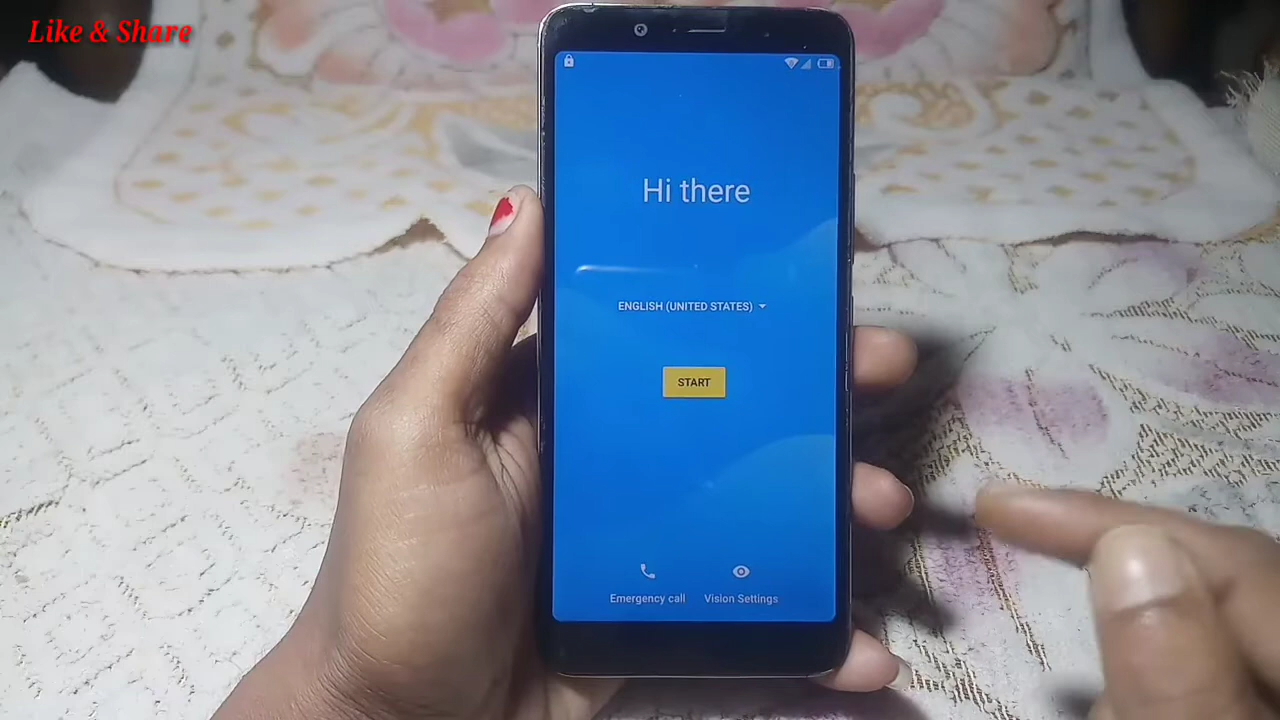 Like & Share
Hi there
ENGLISH (UNITED STATES)
START
Emergency call
Vision Settings